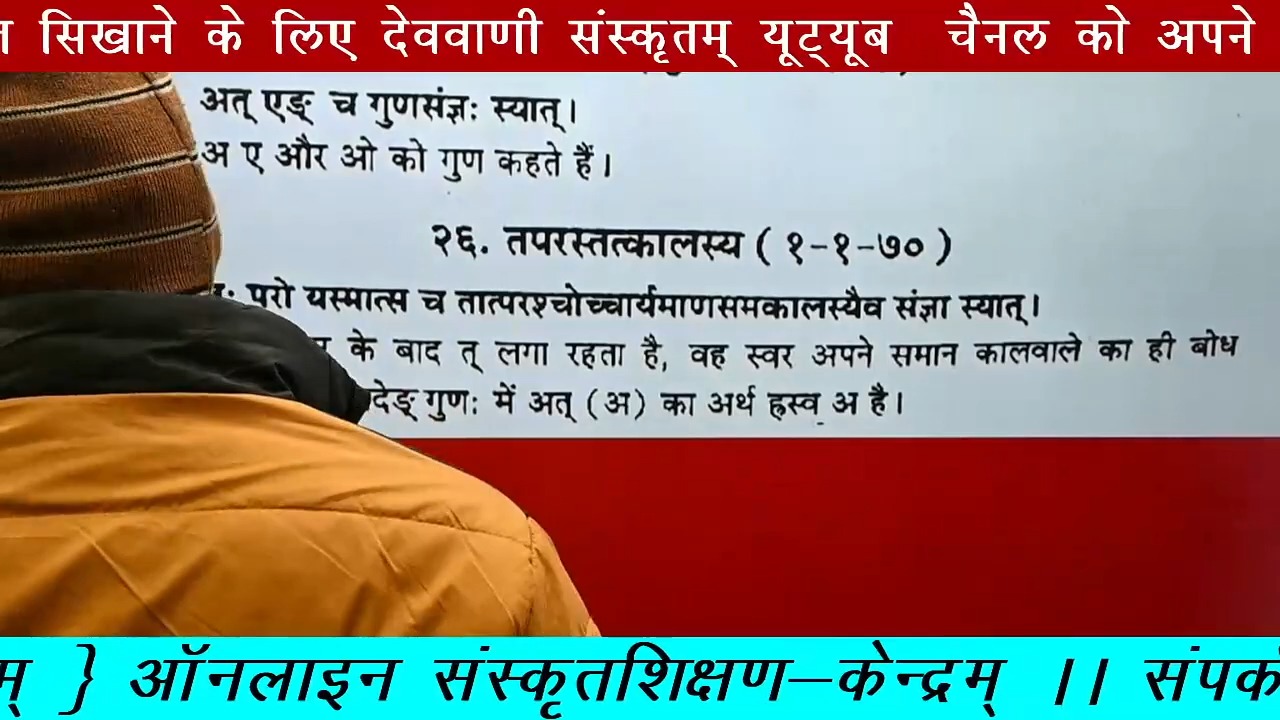 सिखाने के लिए देववाणी संस्कृतम् यूट्यूब चैनल को अपने
अत् एङ् च गुणसंज्ञः स्यात्।
अ ए और ओ को गुण कहते हैं।
२६. तपरस्तत्कालस्य ( १-१-७० )
परो यस्मात्स च तात्परश्चोच्चार्यमाणसमकालस्यैव संज्ञा स्यात्।
के बाद त् लगा रहता है, वह स्वर अपने समान कालवाले का ही बोध
देङ् गुणः में अत् (अ) का अर्थ ह्रस्व अ है।
म् } ऑनलाइन संस्कृतशिक्षण–केन्द्रम् ।। संपर्क